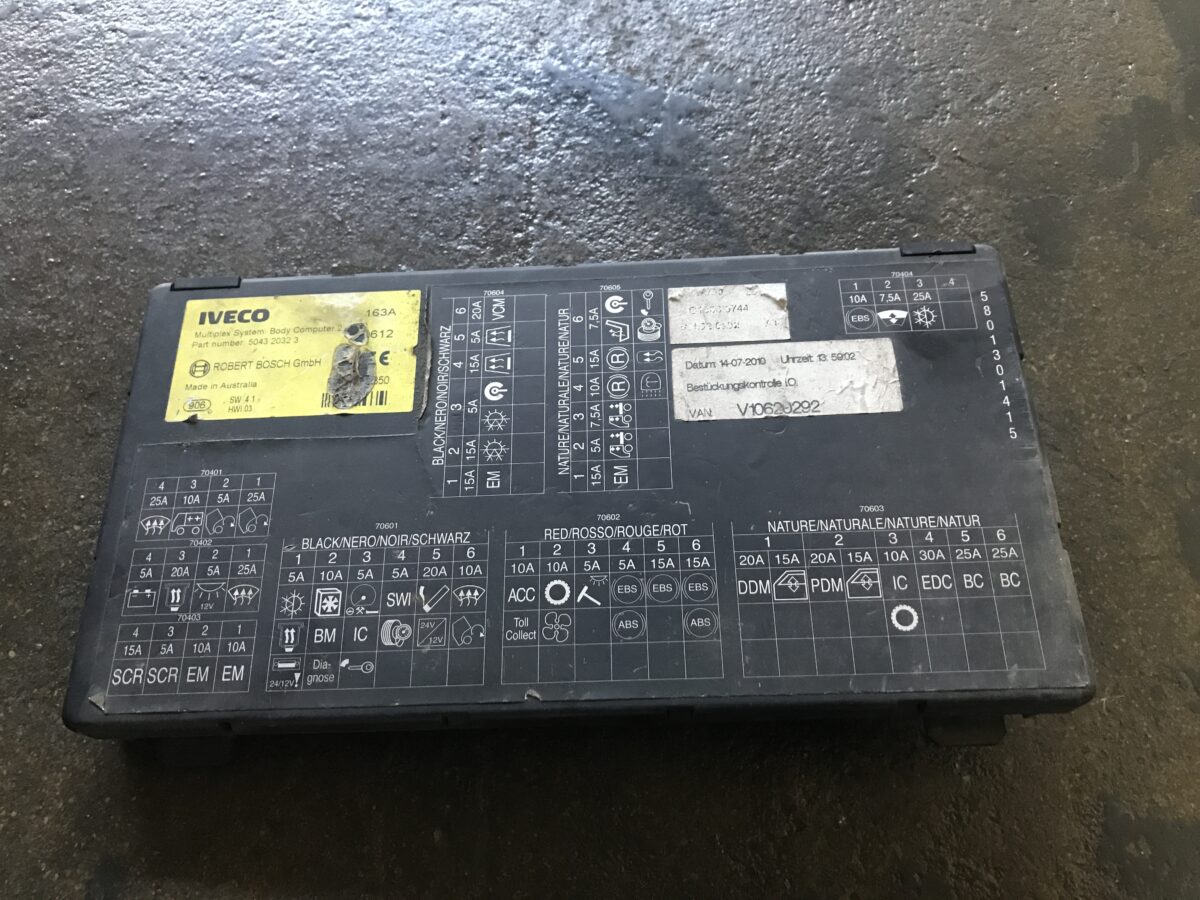 IVECO
163A
Multiplex System: Body Computer 2
612
Part number: 5043 2032 3
ROBERT BOSCH GmbH
Made in Australia
906
SW 4.1
HWI 03
70604
BLACK/NERO/NOIR/SCHWARZ
1 2 3 4 5 6
15A 15A 5A 15A 5A 20A
EM VCM
70605
NATURE/NATURALE/NATURE/NATUR
1 2 3 4 5 6
15A 5A 7,5A 10A 15A 7,5A
EM (R) (R)
Datum: 14-07-2010 Uhrzeit: 13:59:02
Bestückungskontrolle I.O.
VAN: V10620292
70404
1 2 3 4
10A 7,5A 25A
EBS
5801301415
70401
4 3 2 1
25A 10A 5A 25A
70402
4 3 2 1
5A 20A 5A 25A
12V
70403
4 3 2 1
15A 5A 10A 10A
SCR SCR EM EM
70601
BLACK/NERO/NOIR/SCHWARZ
1 2 3 4 5 6
5A 10A 5A 5A 20A 10A
SWI
BM IC 24V/12V
24/12V Dia-
gnose
70602
RED/ROSSO/ROUGE/ROT
1 2 3 4 5 6
10A 10A 5A 5A 15A 15A
ACC EBS EBS EBS
Toll
Collect ABS ABS
70603
NATURE/NATURALE/NATURE/NATUR
1 2 3 4 5 6
20A 15A 20A 15A 10A 30A 25A 25A
DDM PDM IC EDC BC BC